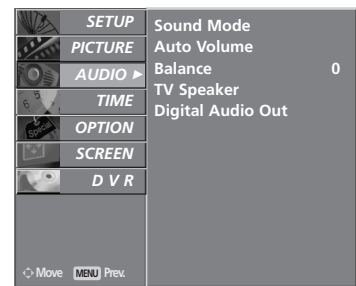 SETUP
PICTURE
AUDIO ►
TIME
OPTION
SCREEN
D V R
Sound Mode
Auto Volume
Balance 0
TV Speaker
Digital Audio Out
Move MENU Prev.